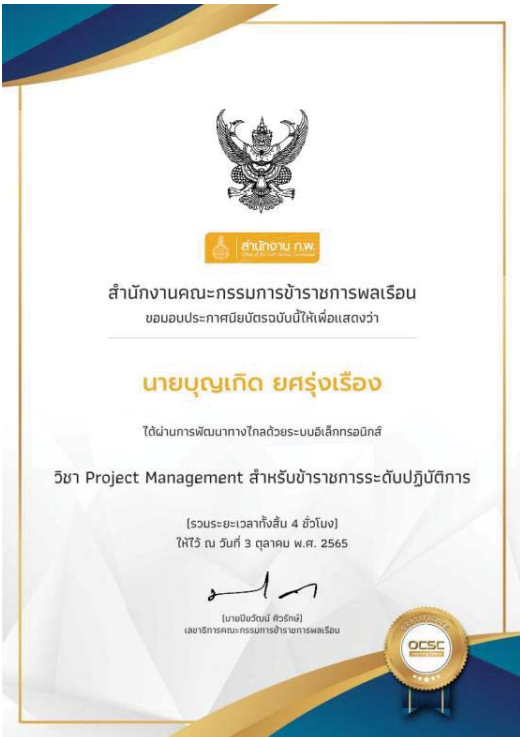 สำนักงาน ก.พ.
สำนักงานคณะกรรมการข้าราชการพลเรือน
ขอมอบประกาศนียบัตรฉบับนี้ให้เพื่อแสดงว่า
นายบุญเกิด ยศรุ่งเรือง
ได้ผ่านการพัฒนาทางไกลด้วยระบบอิเล็กทรอนิกส์
วิชา Project Management สำหรับข้าราชการระดับปฏิบัติการ
(รวมระยะเวลาทั้งสิ้น 4 ชั่วโมง)
ให้ไว้ ณ วันที่ 3 ตุลาคม พ.ศ. 2565
(นายปิยวัฒน์ ศิวรักษ์)
เลขาธิการคณะกรรมการข้าราชการพลเรือน
OCSC